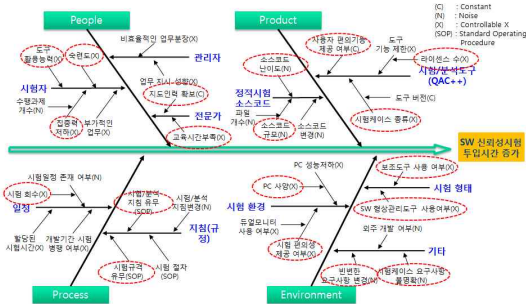 People
Product
(C) : Constant
(N) : Noise
(X) : Controllable X
(SOP) : Standard Operating
Procedure
비효율적인 업무분장(X)
도구
활용능력(X)
숙련도(X)
관리자
시험자
업무 지시 성향(X)
지도인력 확보(C)
수행과제
개수(N)
집중력
저하(X)
부가적인
업무(X)
전문가
교육시간부족(X)
사용자 편의기능
제공 여부(C)
도구
기능 제한(X)
라이센스 수(X)
소스코드
난이도(N)
시험/분석도구
(QAC++)
정적시험
소스코드
파일
개수(N)
도구 버전(C)
시험케이스 종류(X)
소스코드
규모(N)
소스코드
변경(N)
SW 신뢰성시험
투입시간 증가
시험일정 존재 여부(N)
시험 회수(X)
시험/분석
지침 유무
(SOP)
시험/분석
지침변경(N)
일정
지침(규
정)
할당된
시험시간(X)
개발기간 시험
병행 여부(X)
시험규격
유무(SOP)
시험 절차
(SOP)
Process
PC 성능저하(X)
보조도구 사용 여부(X)
PC 사양(X)
시험 형태
시험 환경
SW 형상관리도구 사용여부(X)
듀얼모니터
사용 여부(X)
외주 개발 여부(N)
시험 편의성
제공 여부(X)
기타
빈번한
요구사항 변경(N)
시험케이스 요구사항
불명확(N)
Environment